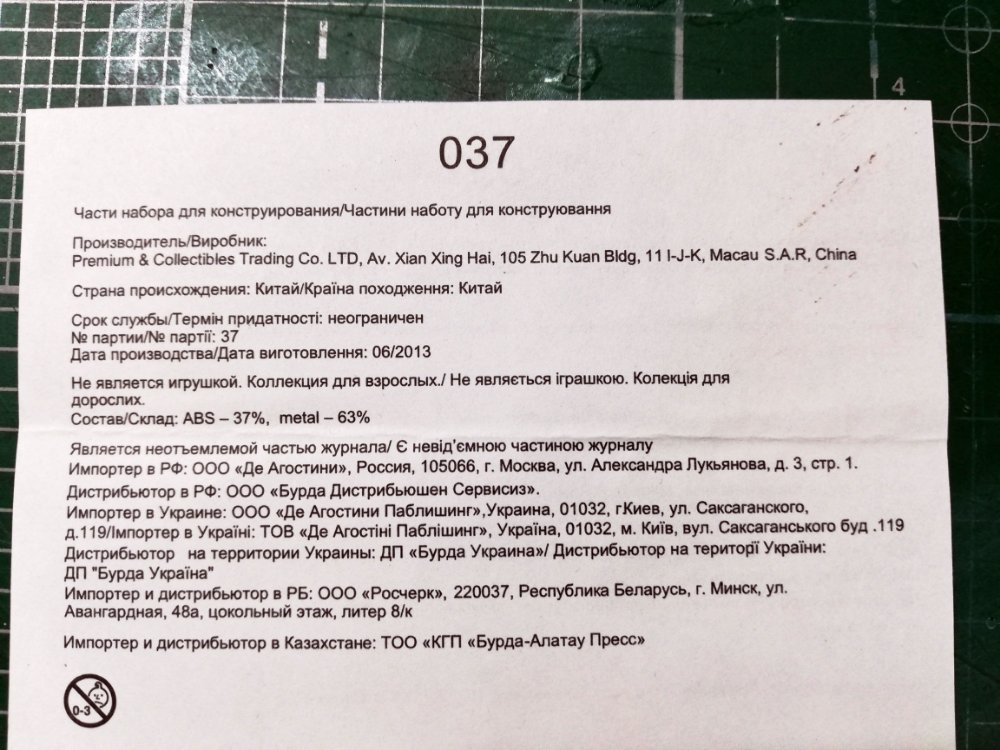 4
037
Части набора для конструирования/Частини наботу для конструювання
Производитель/Виробник:
Premium & Collectibles Trading Co. LTD, Av. Xian Xing Hai, 105 Zhu Kuan Bldg, 11 I-J-K, Macau S.A.R, China
Страна происхождения: Китай/Країна походження: Китай
Срок службы/Термін придатності: неограничен
№ партии/№ партії: 37
Дата производства/Дата виготовлення: 06/2013
Не является игрушкой. Коллекция для взрослых./ Не являється іграшкою. Колекція для
дорослих.
Состав/Склад: ABS – 37%, metal – 63%
Является неотъемлемой частью журнала/ Є невід'ємною частиною журналу
Импортер в РФ: ООО «Де Агостини», Россия, 105066, г. Москва, ул. Александра Лукьянова, д. 3, стр. 1.
Дистрибьютор в РФ: ООО «Бурда Дистрибьюшен Сервисиз».
Импортер в Украине: ООО «Де Агостини Паблишинг»,Украина, 01032, г.Киев, ул. Саксаганского,
д.119/Імпортер в Україні: ТОВ «Де Агостіні Паблішинг», Україна, 01032, м. Київ, вул. Саксаганського буд .119
Дистрибьютор на территории Украины: ДП «Бурда Украина»/ Дистрибьютор на території України:
ДП "Бурда Україна"
Импортер и дистрибьютор в РБ: ООО «Росчерк», 220037, Республика Беларусь, г. Минск, ул.
Авангардная, 48а, цокольный этаж, литер 8/к
Импортер и дистрибьютор в Казахстане: ТОО «КГП «Бурда-Алатау Пресс»
0-3